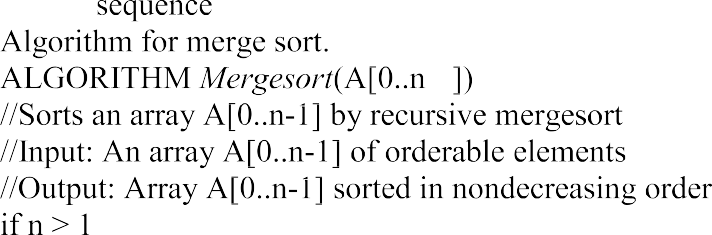 sequence
Algorithm for merge sort.
ALGORITHM Mergesort(A[0..n ])
//Sorts an array A[0..n-1] by recursive mergesort
//Input: An array A[0..n-1] of orderable elements
//Output: Array A[0..n-1] sorted in nondecreasing order
if n > 1